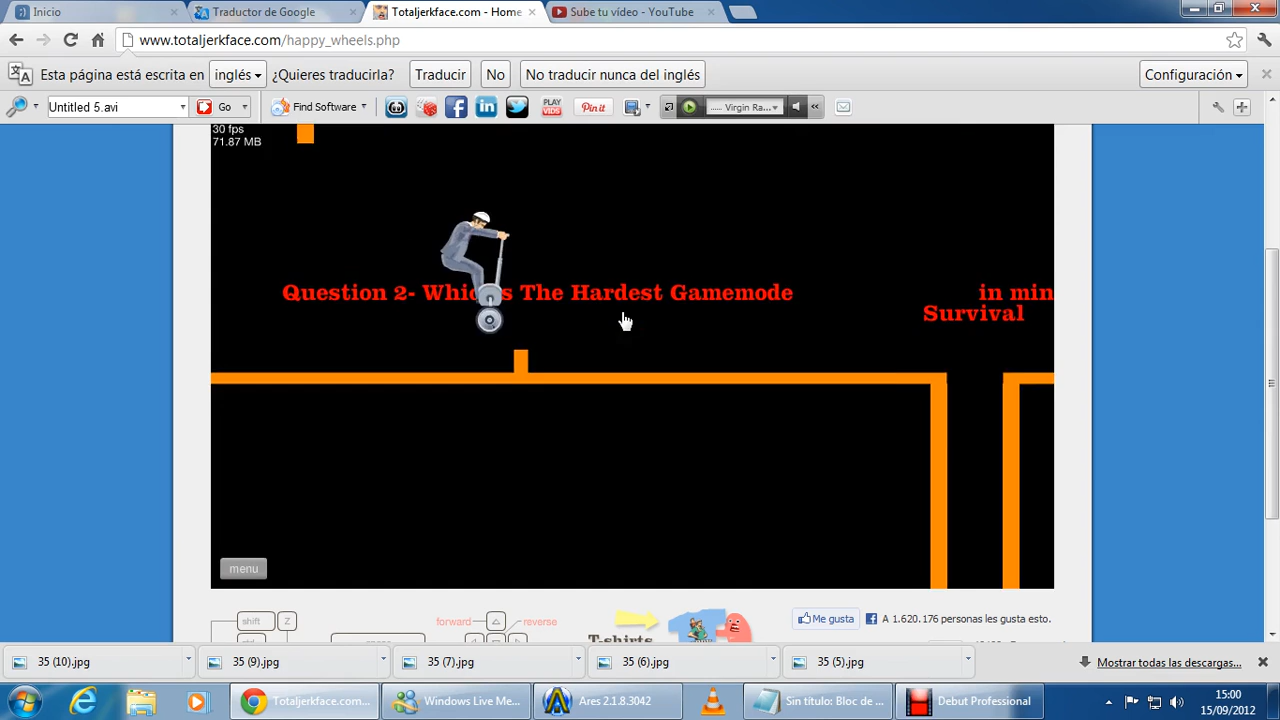 Inicio
Traductor de Google
Totaljerkface.com - Home
Sube tu vídeo - YouTube
www.totaljerkface.com/happy_wheels.php
Esta página está escrita en inglés ¿Quieres traducirla? Traducir No No traducir nunca del inglés Configuración
Untitled 5.avi Go Find Software PLAY VIDS Pin it ..... Virgin Ra...
30 fps
71.87 MB
Question 2- Whic s The Hardest Gamemode in min
Survival
menu
shift Z forward reverse
Me gusta A 1.620.176 personas les gusta esto.
T-shirts
35 (10).jpg 35 (9).jpg 35 (7).jpg 35 (6).jpg 35 (5).jpg Mostrar todas las descargas...
Totaljerkface.com... Windows Live Me... Ares 2.1.8.3042 Sin título: Bloc de ... Debut Professional
15:00
15/09/2012